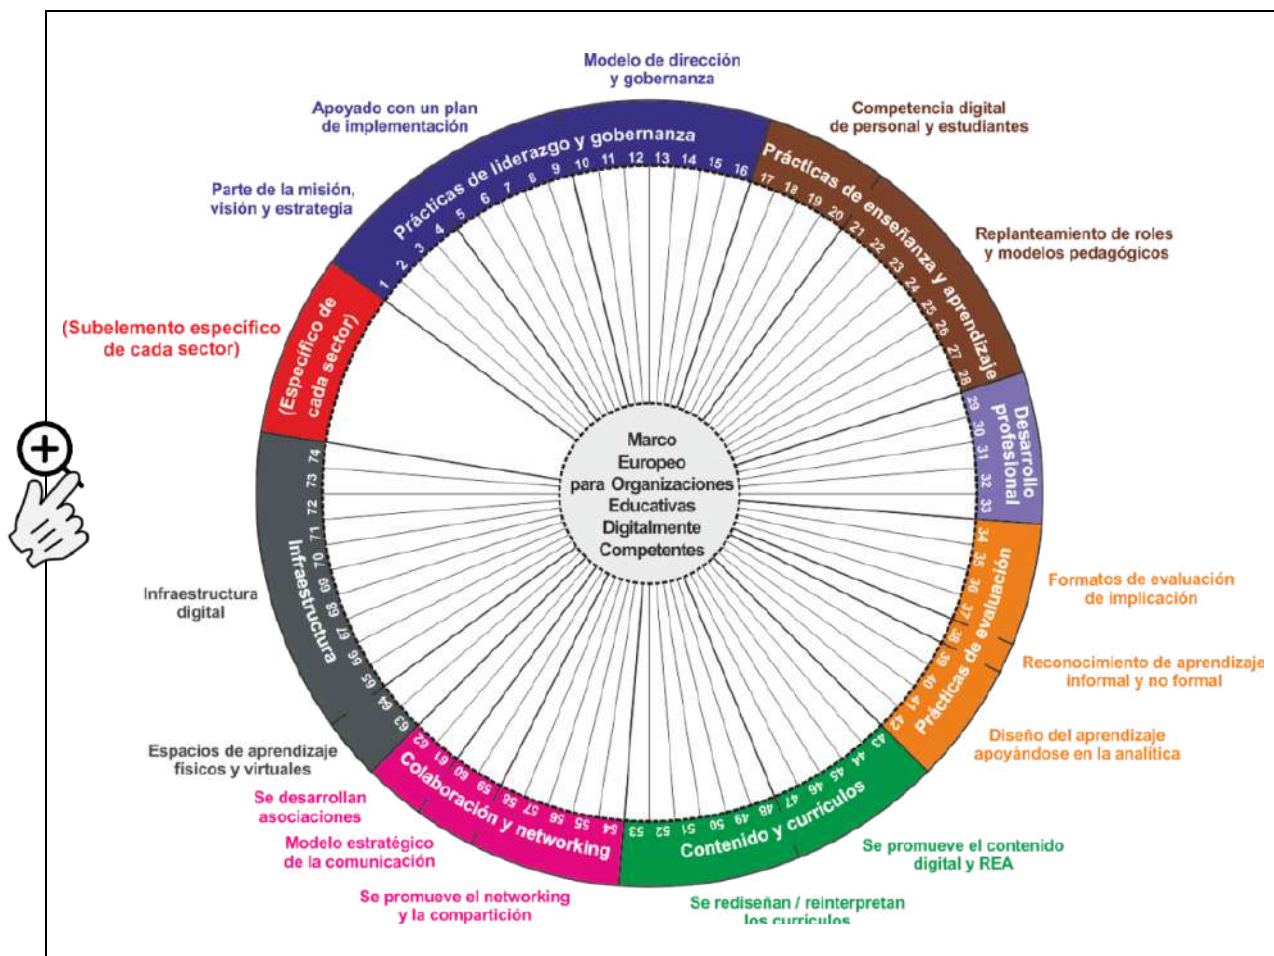 Modelo de dirección
y gobernanza
Apoyado con un plan
de implementación
Competencia digital
de personal y estudiantes
Parte de la misión,
visión y estrategia
Replanteamiento de roles
y modelos pedagógicos
(Subelemento específico
de cada sector)
Prácticas de liderazgo y gobernanza
1 2 3 4 5 6 7 8 9 10 11 12 13 14 15 16
Prácticas de enseñanza y aprendizaje
17 18 19 20 21 22 23 24 25 26 27 28
Desarrollo
profesional
29 30 31 32 33
Prácticas de evaluación
34 35 36 37 38 39 40 41 42
Formatos de evaluación
de implicación
Reconocimiento de aprendizaje
informal y no formal
Diseño del aprendizaje
apoyándose en la analítica
Contenido y currículos
43 44 45 46 47 48 49 50 51 52 53
Se promueve el contenido
digital y REA
Se rediseñan / reinterpretan
los currículos
Colaboración y networking
54 55 56 57 58 59 60 61 62
Se promueve el networking
y la compartición
Modelo estratégico
de la comunicación
Se desarrollan
asociaciones
Infraestructura
63 64 65 66 67 68 69 70 71 72 73 74
Espacios de aprendizaje
físicos y virtuales
Infraestructura
digital
(Específico de
cada sector)
Marco
Europeo
para Organizaciones
Educativas
Digitalmente
Competentes